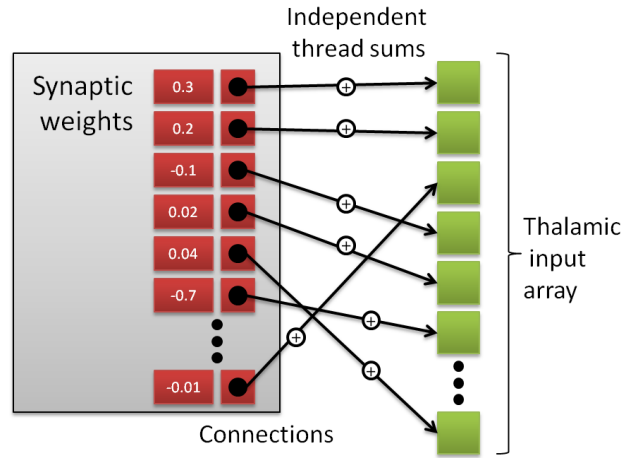 Independent
thread sums
Synaptic
weights
0.3
0.2
-0.1
0.02
0.04
-0.7
-0.01
Thalamic
input
array
Connections